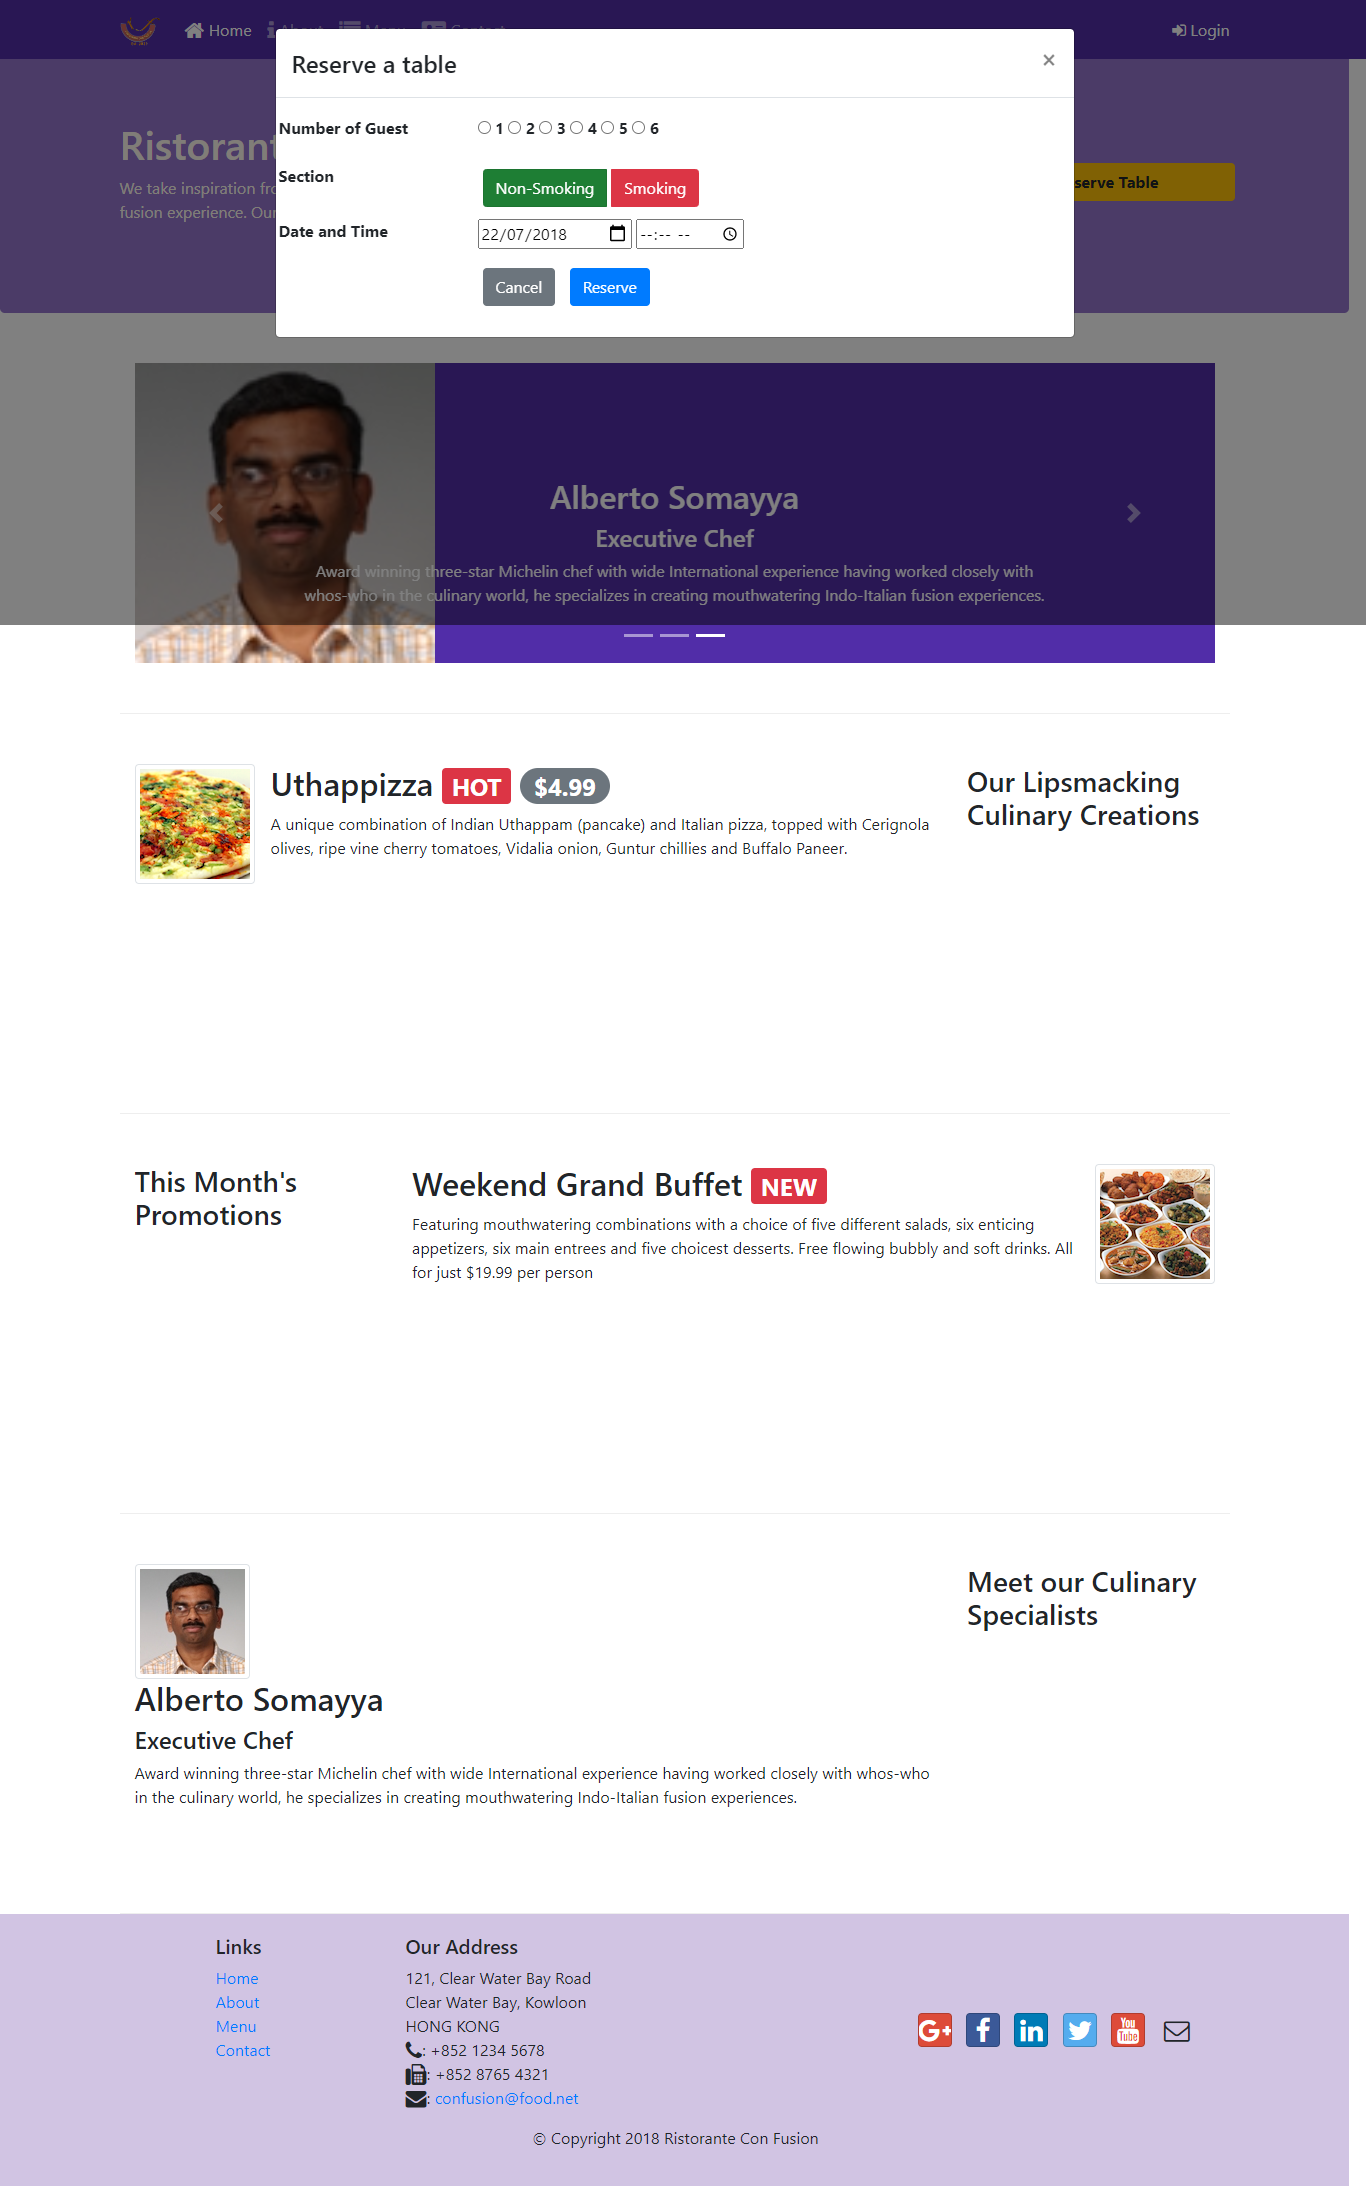 Home About Menu Contact Login
Reserve a table ×
Number of Guest 1 2 3 4 5 6
Section Non-Smoking Smoking
Date and Time 22/07/2018 --:-- --
Cancel Reserve
Ristorant
We take inspiration fr
fusion experience. Our
serve Table
Alberto Somayya
Executive Chef
Award winning three-star Michelin chef with wide International experience having worked closely with
whos-who in the culinary world, he specializes in creating mouthwatering Indo-Italian fusion experiences.
Uthappizza HOT $4.99
A unique combination of Indian Uthappam (pancake) and Italian pizza, topped with Cerignola
olives, ripe vine cherry tomatoes, Vidalia onion, Guntur chillies and Buffalo Paneer.
Our Lipsmacking
Culinary Creations
This Month's
Promotions
Weekend Grand Buffet NEW
Featuring mouthwatering combinations with a choice of five different salads, six enticing
appetizers, six main entrees and five choicest desserts. Free flowing bubbly and soft drinks. All
for just $19.99 per person
Alberto Somayya
Executive Chef
Award winning three-star Michelin chef with wide International experience having worked closely with whos-who
in the culinary world, he specializes in creating mouthwatering Indo-Italian fusion experiences.
Meet our Culinary
Specialists
Links
Home
About
Menu
Contact
Our Address
121, Clear Water Bay Road
Clear Water Bay, Kowloon
HONG KONG
: +852 1234 5678
: +852 8765 4321
: confusion@food.net
You
Tube
© Copyright 2018 Ristorante Con Fusion